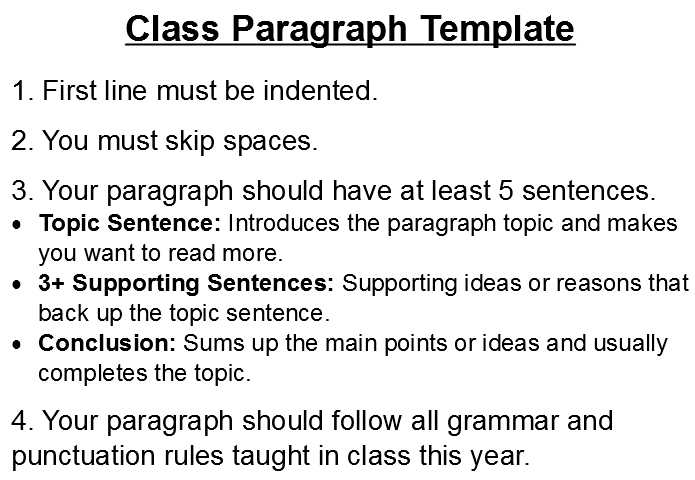 Class Paragraph Template
1. First line must be indented.
2. You must skip spaces.
3. Your paragraph should have at least 5 sentences.
• Topic Sentence: Introduces the paragraph topic and makes
you want to read more.
• 3+ Supporting Sentences: Supporting ideas or reasons that
back up the topic sentence.
• Conclusion: Sums up the main points or ideas and usually
completes the topic.
4. Your paragraph should follow all grammar and
punctuation rules taught in class this year.